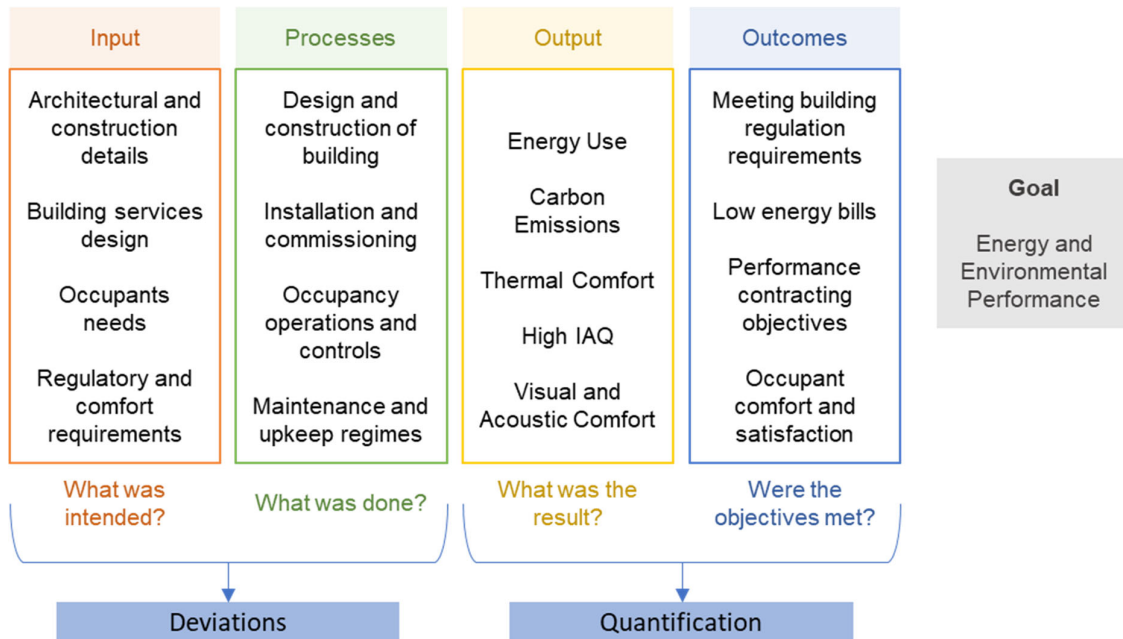 Input
Architectural and
construction
details
Building services
design
Occupants
needs
Regulatory and
comfort
requirements
What was
intended?
Processes
Design and
construction of
building
Installation and
commissioning
Occupancy
operations and
controls
Maintenance and
upkeep regimes
What was done?
Output
Energy Use
Carbon
Emissions
Thermal Comfort
High IAQ
Visual and
Acoustic Comfort
What was the
result?
Outcomes
Meeting building
regulation
requirements
Low energy bills
Performance
contracting
objectives
Occupant
comfort and
satisfaction
Were the
objectives met?
Goal
Energy and
Environmental
Performance
Deviations
Quantification